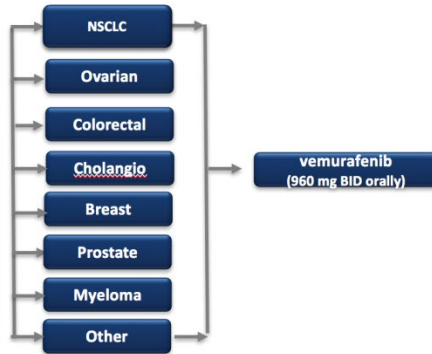 NSCLC
Ovarian
Colorectal
Cholangio
Breast
Prostate
Myeloma
Other
vemurafenib
(960 mg BID orally)